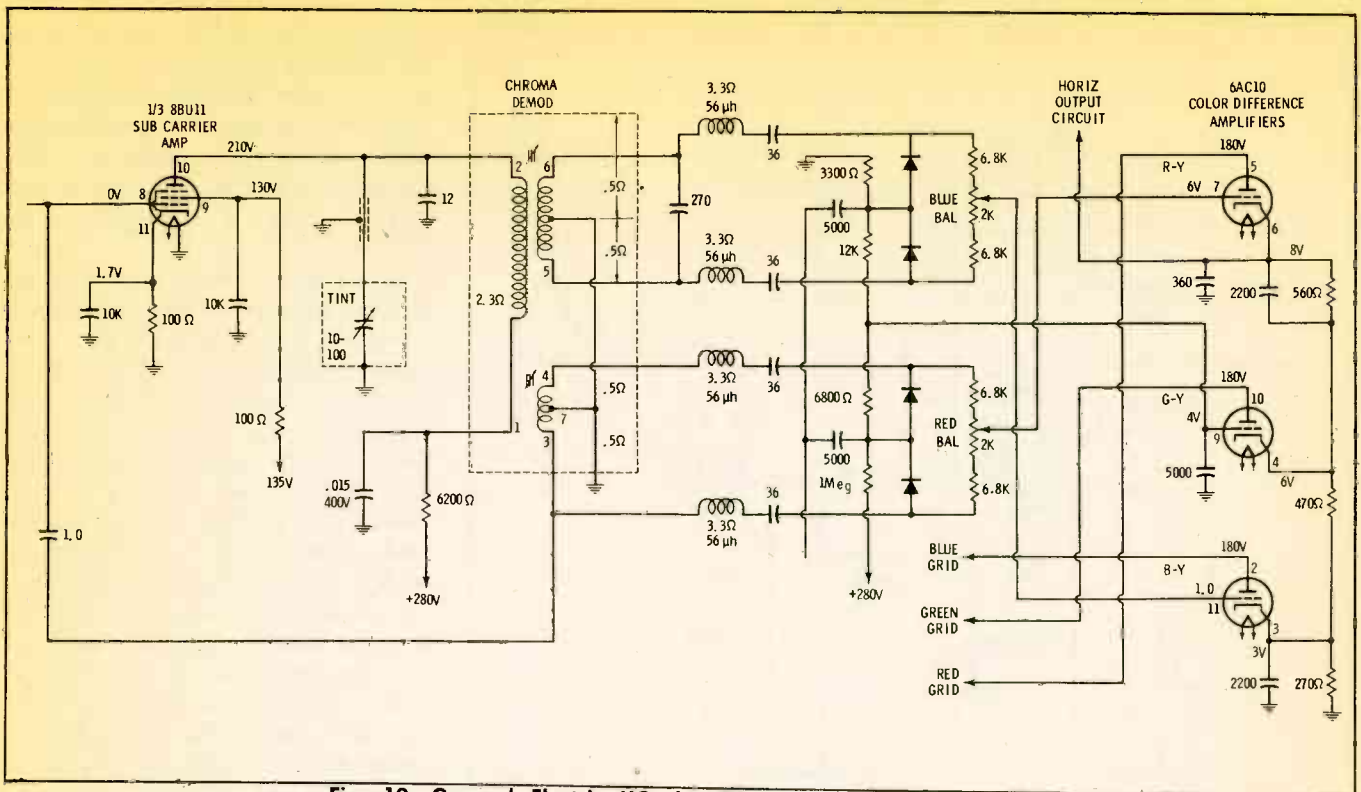 1/3 8BU11
SUB CARRIER
AMP
10
210V
0V
8
9
130V
11
1.7V
10K
100 Ω
10K
100 Ω
135V
12
TINT
10-
100
.015
400V
6200 Ω
+280V
1.0
CHROMA
DEMOD
2
6
.5Ω
.5Ω
5
2.3Ω
4
7
.5Ω
.5Ω
1
3
270
3.3Ω
56 μh
36
3.3Ω
56 μh
36
3.3Ω
56 μh
36
3.3Ω
56 μh
36
3300 Ω
5000
12K
6800 Ω
5000
1Meg
+280V
6.8K
BLUE
BAL
2K
6.8K
6.8K
RED
BAL
2K
6.8K
HORIZ
OUTPUT
CIRCUIT
6AC10
COLOR DIFFERENCE
AMPLIFIERS
180V
5
R-Y
6V
7
6
8V
360
2200
560Ω
180V
10
G-Y
4V
9
4
6V
5000
470Ω
BLUE
GRID
180V
2
B-Y
1.0
11
3
3V
GREEN
GRID
RED
GRID
2200
270Ω